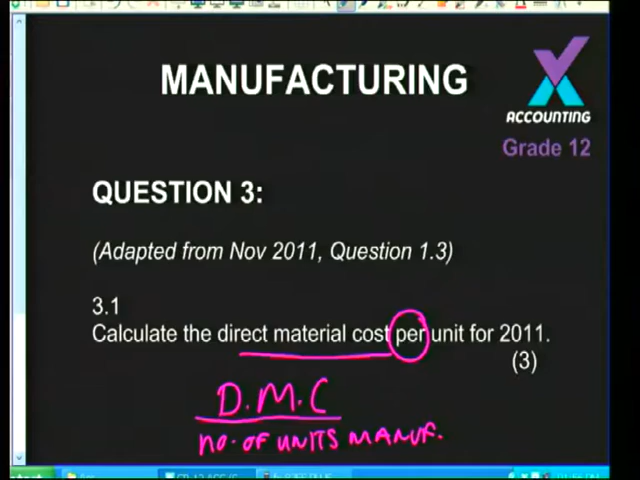 MANUFACTURING
ACCOUNTING
Grade 12
QUESTION 3:
(Adapted from Nov 2011, Question 1.3)
3.1
Calculate the direct material cost per unit for 2011.
(3)
D.M.C
NO. OF UNITS MANUF.